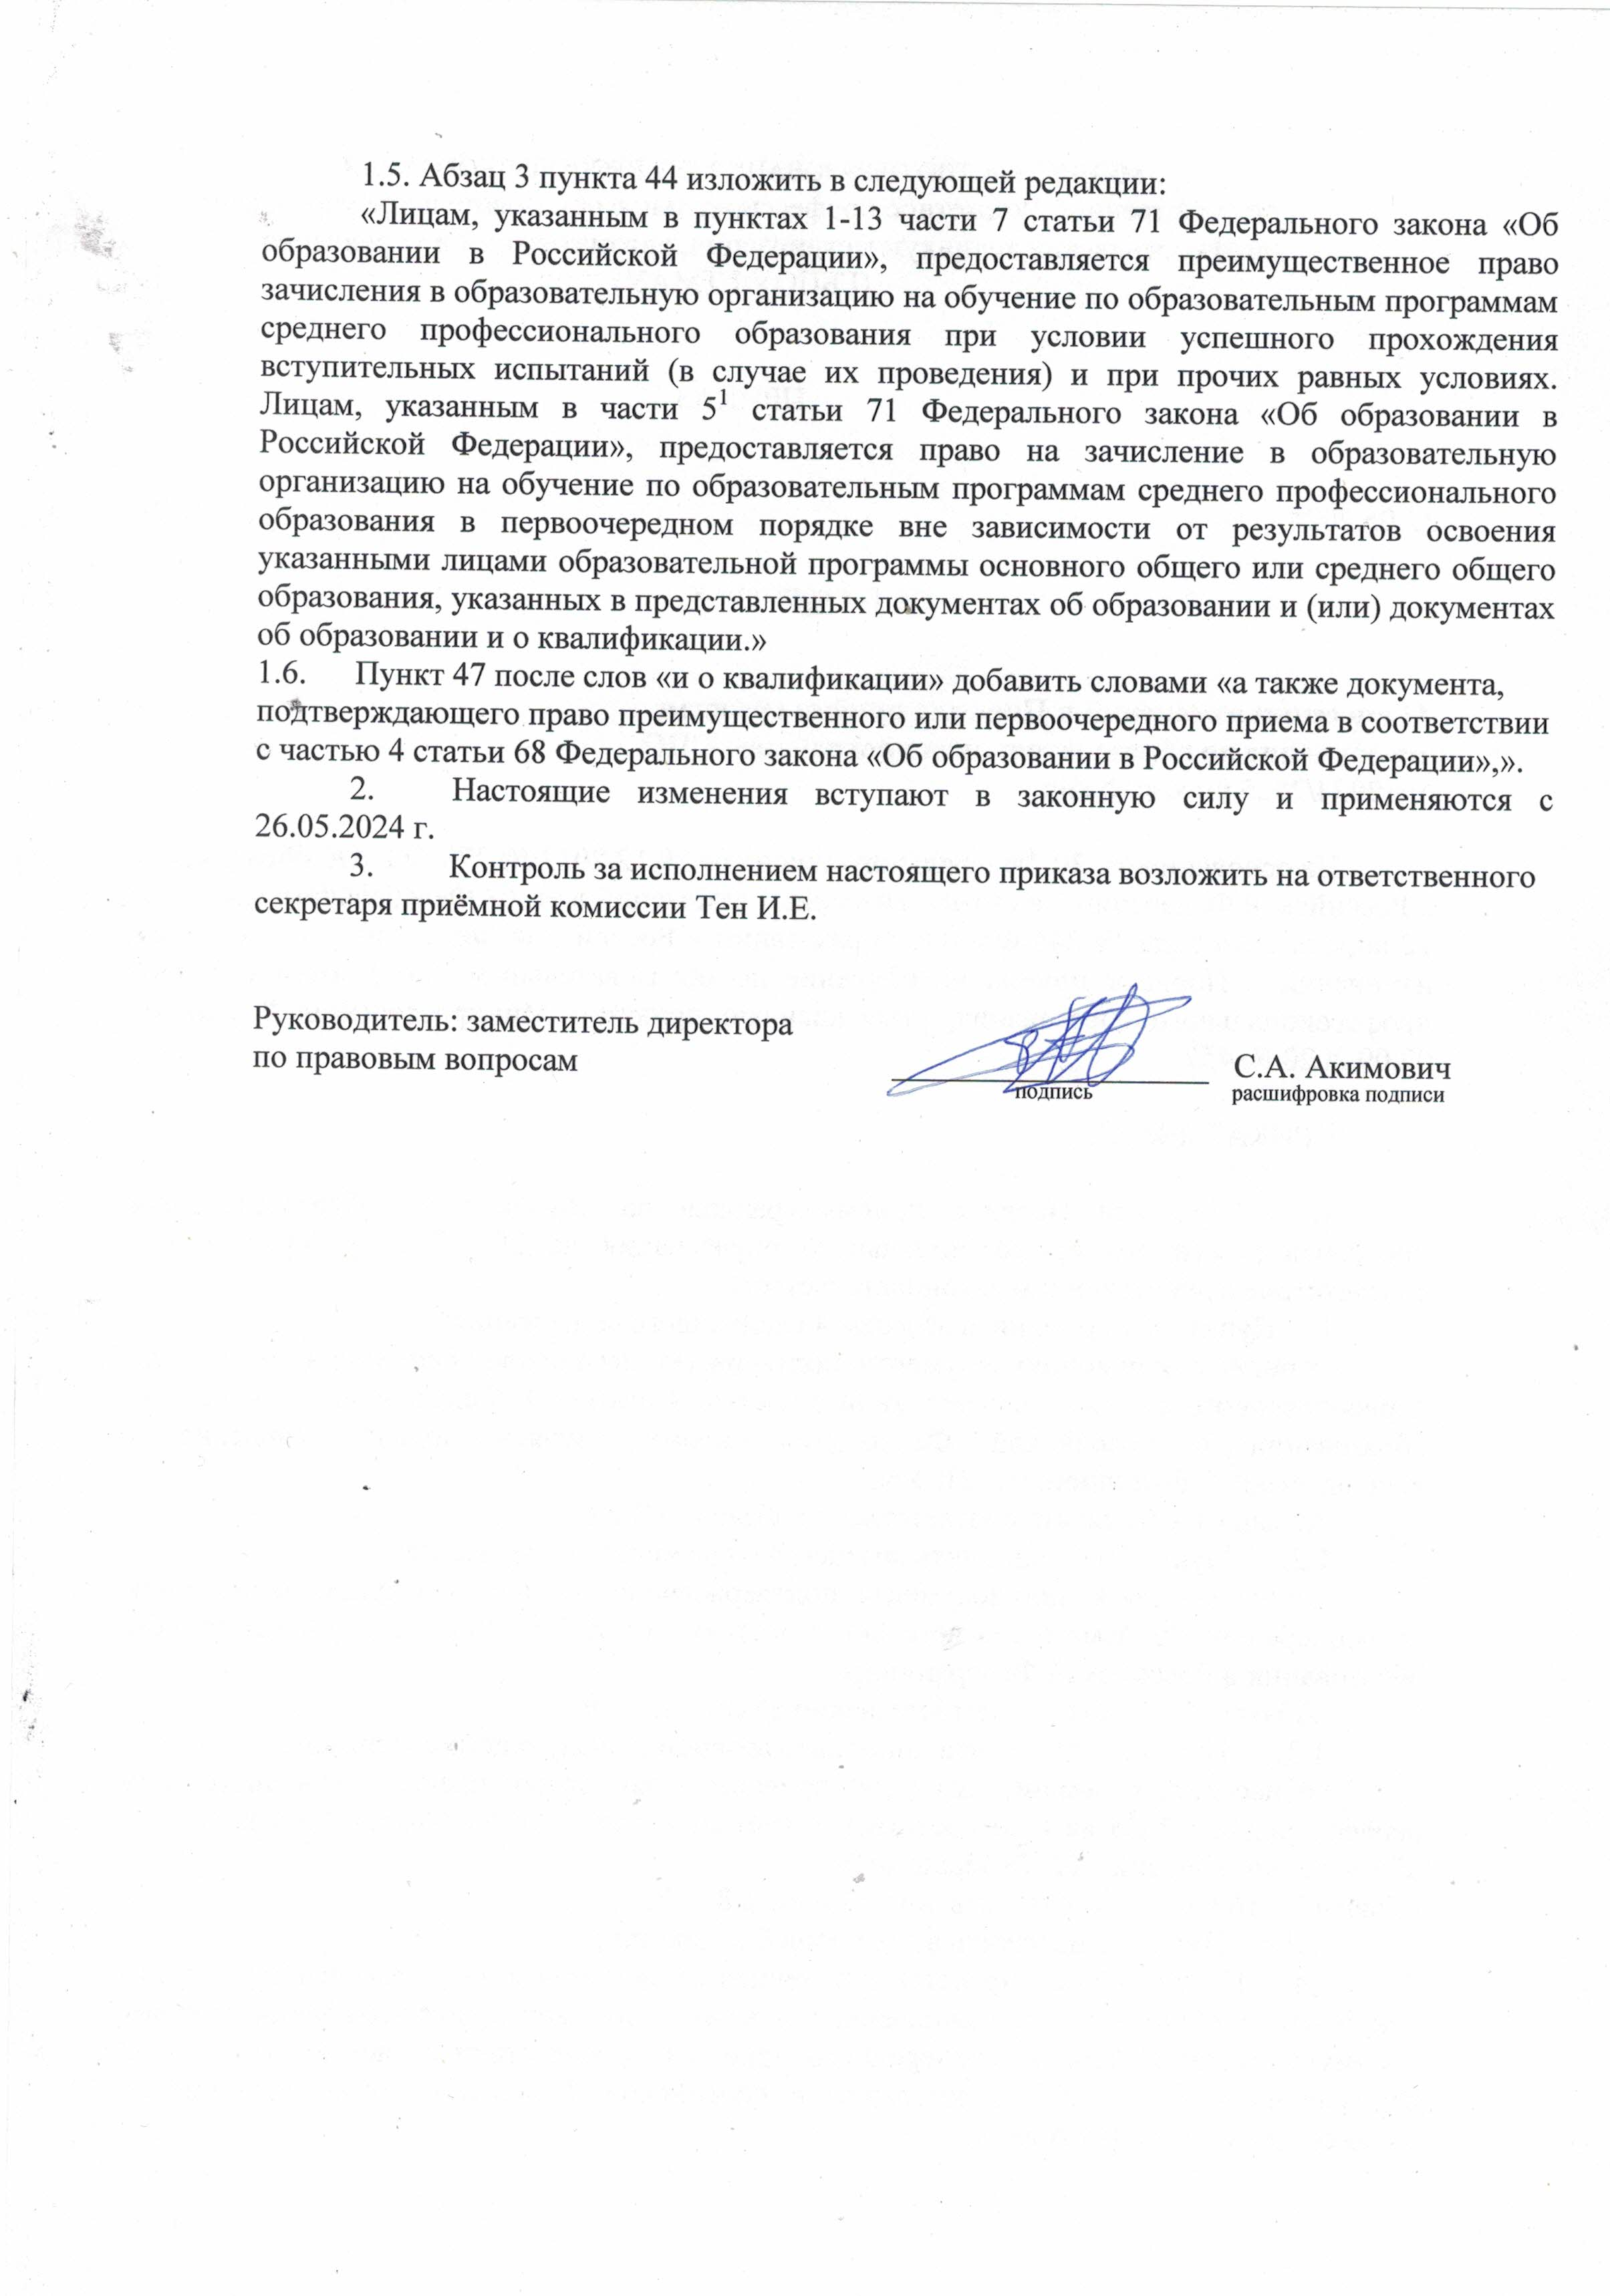 1.5. Абзац 3 пункта 44 изложить в следующей редакции:
«Лицам, указанным в пунктах 1-13 части 7 статьи 71 Федерального закона «Об
образовании в Российской Федерации», предоставляется преимущественное право
зачисления в образовательную организацию на обучение по образовательным программам
среднего профессионального образования при условии успешного прохождения
вступительных испытаний (в случае их проведения) и при прочих равных условиях.
Лицам, указанным в части 5¹ статьи 71 Федерального закона «Об образовании в
Российской Федерации», предоставляется право на зачисление в образовательную
организацию на обучение по образовательным программам среднего профессионального
образования в первоочередном порядке вне зависимости от результатов освоения
указанными лицами образовательной программы основного общего или среднего общего
образования, указанных в представленных документах об образовании и (или) документах
об образовании и о квалификации.»
1.6. Пункт 47 после слов «и о квалификации» добавить словами «а также документа,
подтверждающего право преимущественного или первоочередного приема в соответствии
с частью 4 статьи 68 Федерального закона «Об образовании в Российской Федерации»,».
2. Настоящие изменения вступают в законную силу и применяются с
26.05.2024 г.
3. Контроль за исполнением настоящего приказа возложить на ответственного
секретаря приёмной комиссии Тен И.Е.
Руководитель: заместитель директора
по правовым вопросам
С.А. Акимович
подпись
расшифровка подписи